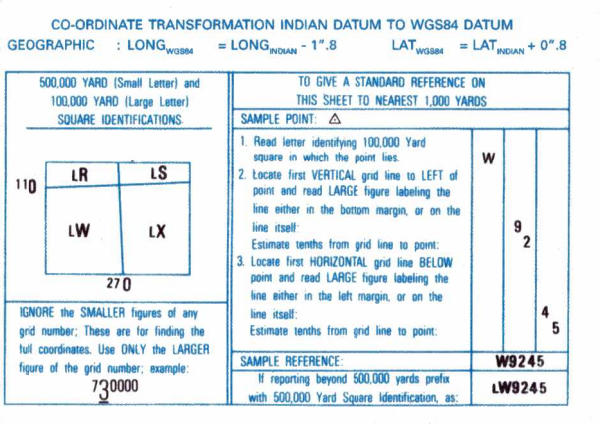 CO-ORDINATE TRANSFORMATION INDIAN DATUM TO WGS84 DATUM
GEOGRAPHIC : LONG WGS84 = LONG INDIAN - 1".8 LAT WGS84 = LAT INDIAN + 0".8
500,000 YARD (Small Letter) and
100,000 YARD (Large Letter)
SQUARE IDENTIFICATIONS
110
LR LS
LW LX
270
IGNORE the SMALLER figures of any
grid number; These are for finding the
full coordinates. Use ONLY the LARGER
figure of the grid number; example:
730000
TO GIVE A STANDARD REFERENCE ON
THIS SHEET TO NEAREST 1,000 YARDS
SAMPLE POINT: △
1. Read letter identifying 100,000 Yard
square in which the point lies.
W
2. Locate first VERTICAL grid line to LEFT of
point and read LARGE figure labeling the
line either in the bottom margin, or on the
line itself:
9
Estimate tenths from grid line to point:
2
3. Locate first HORIZONTAL grid line BELOW
point and read LARGE figure labeling the
line either in the left margin, or on the
line itself:
4
Estimate tenths from grid line to point:
5
SAMPLE REFERENCE: W9245
If reporting beyond 500,000 yards prefix
with 500,000 Yard Square Identification, as:
LW9245